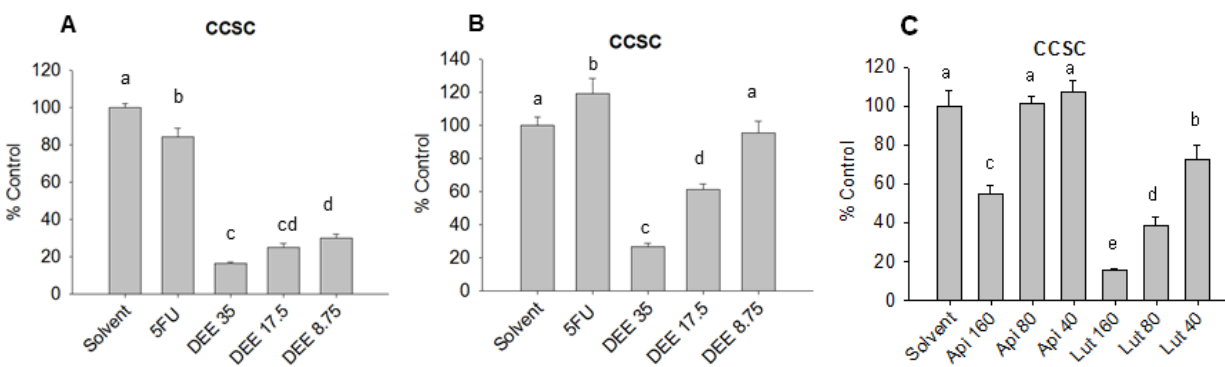 A
CCSC
% Control
120
100
80
60
40
20
0
a
b
c
cd
d
Solvent
5FU
DEE 35
DEE 17.5
DEE 8.75
B
CCSC
% Control
140
120
100
80
60
40
20
0
a
b
c
d
a
Solvent
5FU
DEE 35
DEE 17.5
DEE 8.75
C
CCSC
% Control
120
100
80
60
40
20
0
a
c
a
a
e
d
b
Solvent
Api 160
Api 80
Api 40
Lut 160
Lut 80
Lut 40